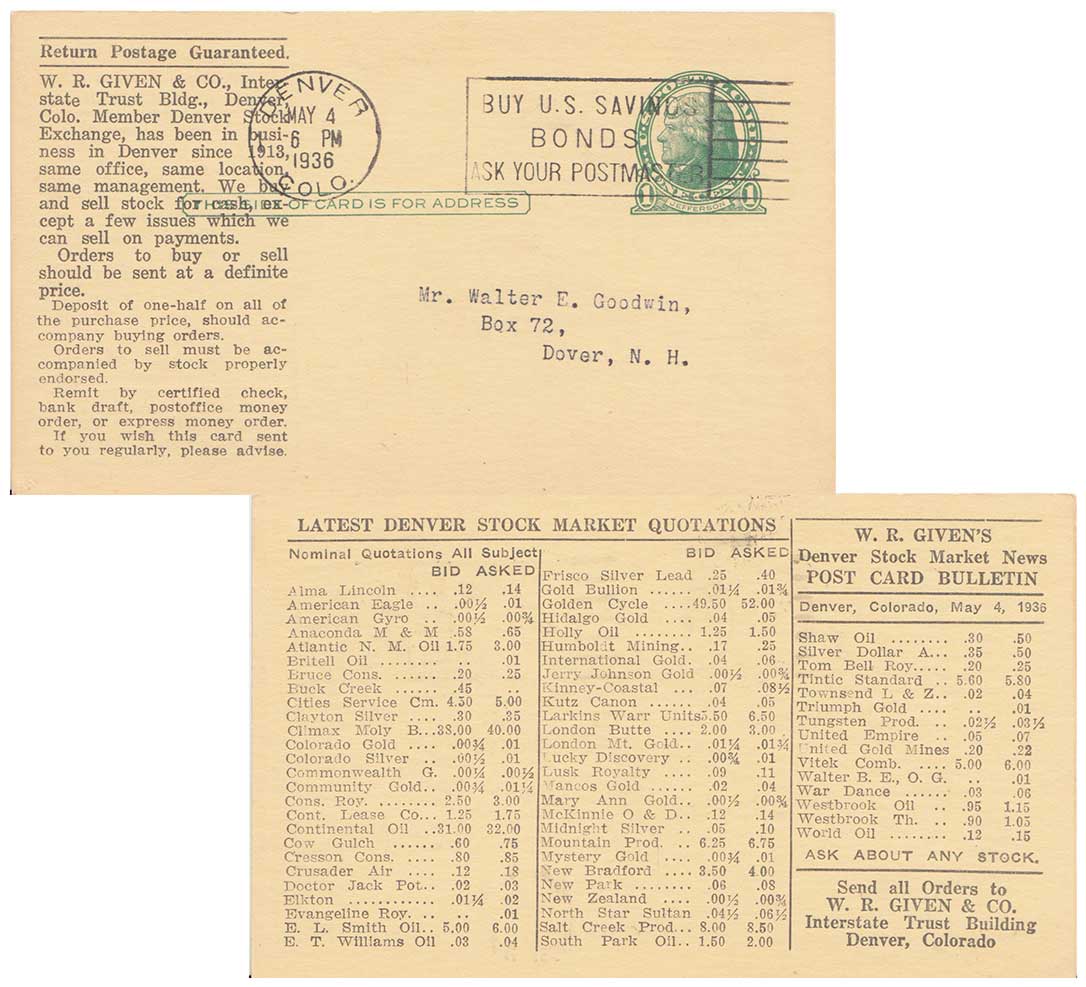 Return Postage Guaranteed.
W. R. GIVEN & CO., Inter-
state Trust Bldg., Denver,
Colo. Member Denver Stock
Exchange, has been in busi-
ness in Denver since 1913,
same office, same location,
same management. We buy
and sell stock for cash, ex-
cept a few issues which we
can sell on payments.
Orders to buy or sell
should be sent at a definite
price.
Deposit of one-half on all of
the purchase price, should ac-
company buying orders.
Orders to sell must be ac-
companied by stock properly
endorsed.
Remit by certified check,
bank draft, postoffice money
order, or express money order.
If you wish this card sent
to you regularly, please advise.
DENVER
MAY 4
6 PM
1936
COLO.
BUY U.S. SAVINGS
BONDS
ASK YOUR POSTMASTER
U.S. POSTAL CARD
1 ONE CENT 1
JEFFERSON
THIS SIDE OF CARD IS FOR ADDRESS
Mr. Walter E. Goodwin,
Box 72,
Dover, N. H.
LATEST DENVER STOCK MARKET QUOTATIONS
Nominal Quotations All Subject
BID ASKED
Alma Lincoln .... .12 .14
American Eagle .. .00½ .01
American Gyro .. .00½ .00¾
Anaconda M & M .58 .65
Atlantic N. M. Oil 1.75 3.00
Britell Oil ........ .. .01
Bruce Cons. ...... .20 .25
Buck Creek ...... .45 ..
Cities Service Cm. 4.50 5.00
Clayton Silver .... .30 .35
Climax Moly B...38.00 40.00
Colorado Gold .... .00¾ .01
Colorado Silver .. .00½ .01
Commonwealth G. .00¼ .00½
Community Gold.. .00¾ .01¼
Cons. Roy. ........ 2.50 3.00
Cont. Lease Co... 1.25 1.75
Continental Oil ..31.00 32.00
Cow Gulch ...... .60 .75
Cresson Cons. .... .80 .85
Crusader Air .... .12 .18
Doctor Jack Pot.. .02 .03
Elkton ............ .01¼ .02
Evangeline Roy. .. .. .01
E. L. Smith Oil.. 5.00 6.00
E. T. Williams Oil .03 .04
BID ASKED
Frisco Silver Lead .25 .40
Gold Bullion ...... .01¼ .01¾
Golden Cycle ....49.50 52.00
Hidalgo Gold .... .04 .05
Holly Oil ........ 1.25 1.50
Humboldt Mining.. .17 .25
International Gold. .04 .06
Jerry Johnson Gold .00½ .00¾
Kinney-Coastal ... .07 .08½
Kutz Canon ...... .04 .05
Larkins Warr Units5.50 6.50
London Butte .... 2.00 3.00
London Mt. Gold.. .01¼ .01¾
Lucky Discovery .. .00¾ .01
Lusk Royalty .... .09 .11
Mancos Gold ...... .02 .04
Mary Ann Gold.. .00½ .00¾
McKinnie O & D.. .12 .14
Midnight Silver .. .05 .10
Mountain Prod. .. 6.25 6.75
Mystery Gold .... .00¾ .01
New Bradford .... 3.50 4.00
New Park ........ .06 .08
New Zealand .... .00½ .00¾
North Star Sultan .04½ .06½
Salt Creek Prod... 8.00 8.50
South Park Oil.. 1.50 2.00
W. R. GIVEN'S
Denver Stock Market News
POST CARD BULLETIN
Denver, Colorado, May 4, 1936
Shaw Oil ........ .30 .50
Silver Dollar A... .35 .50
Tom Bell Roy..... .20 .25
Tintic Standard .. 5.60 5.80
Townsend L & Z.. .02 .04
Triumph Gold .... .. .01
Tungsten Prod. .. .02½ .03½
United Empire .. .05 .07
United Gold Mines .20 .22
Vitek Comb. .... 5.00 6.00
Walter B. E., O. G. .. .01
War Dance ...... .03 .06
Westbrook Oil .. .95 1.15
Westbrook Th. .. .90 1.05
World Oil ........ .12 .15
ASK ABOUT ANY STOCK.
Send all Orders to
W. R. GIVEN & CO.
Interstate Trust Building
Denver, Colorado